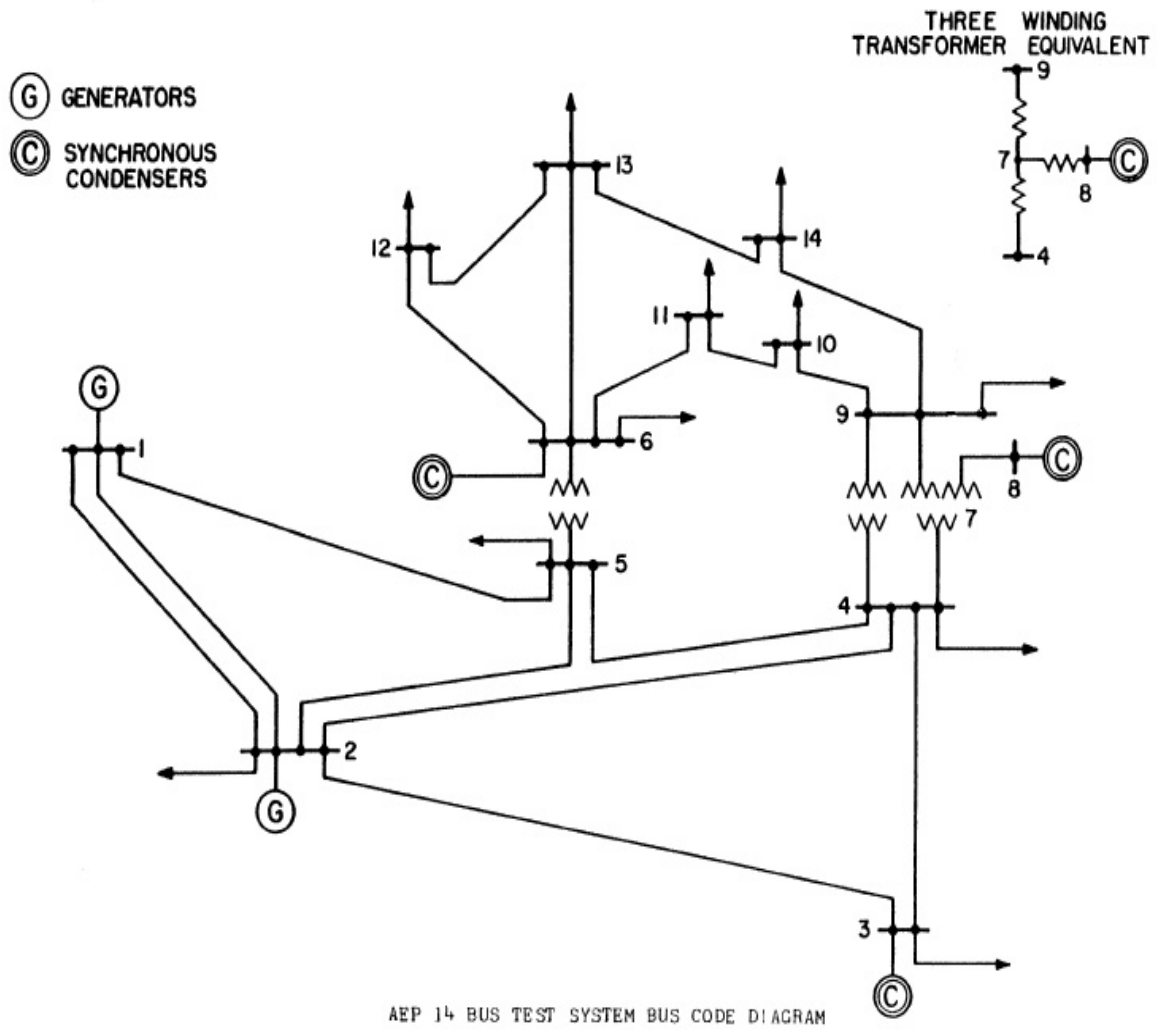 THREE WINDING
TRANSFORMER EQUIVALENT
9
7
C
8
4
G GENERATORS
C SYNCHRONOUS
CONDENSERS
13
12
14
11
10
G
1
9
6
C
8
C
7
5
4
2
G
3
C
AEP 14 BUS TEST SYSTEM BUS CODE DIAGRAM